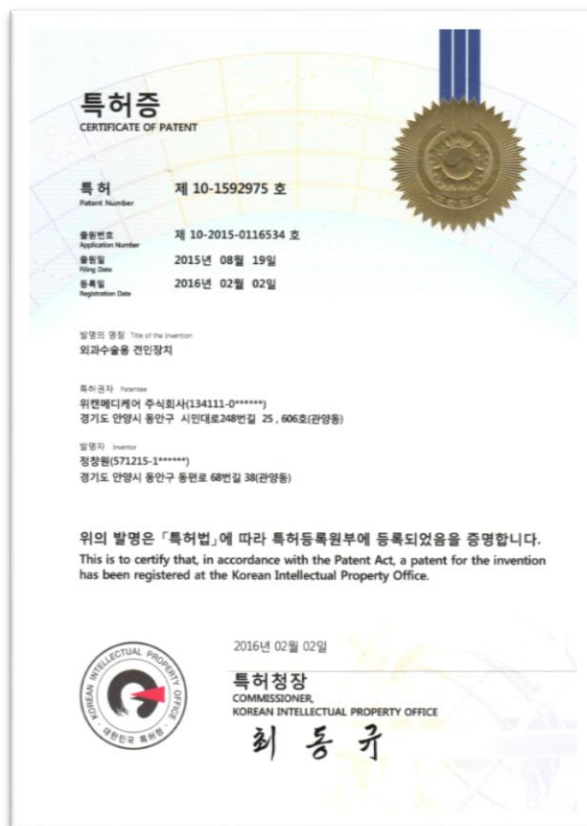 특허증
CERTIFICATE OF PATENT
특 허 제 10-1592975 호
Patent Number
출원번호 제 10-2015-0116534 호
Application Number
출원일 2015년 08월 19일
Filing Date
등록일 2016년 02월 02일
Registration Date
발명의 명칭 Title of the Invention
외과수술용 견인장치
특허권자 Patentee
위캔메디케어 주식회사(134111-0******)
경기도 안양시 동안구 시민대로248번길 25 , 606호(관양동)
발명자 Inventor
정창원(571215-1******)
경기도 안양시 동안구 동편로 68번길 38(관양동)
위의 발명은 「특허법」에 따라 특허등록원부에 등록되었음을 증명합니다.
This is to certify that, in accordance with the Patent Act, a patent for the invention
has been registered at the Korean Intellectual Property Office.
2016년 02월 02일
특허청장
COMMISSIONER,
KOREAN INTELLECTUAL PROPERTY OFFICE
최 동 규
KOREAN INTELLECTUAL PROPERTY OFFICE
대한민국 특허청